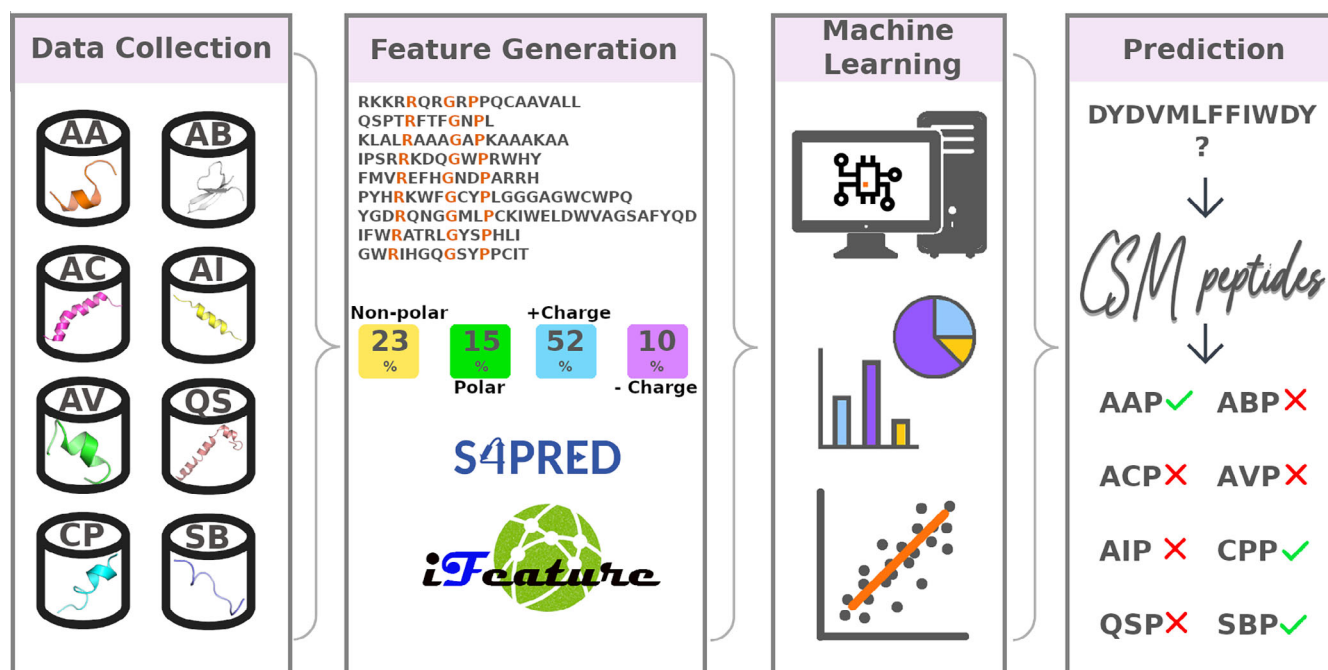 Data Collection
AA AB
AC AI
AV QS
CP SB
Feature Generation
RKKRRQRGRPPQCAAVALL
QSPTRFTFGNPL
KLALRAAAGAPKAAAKAA
IPSRRKDQGWPRWHY
FMVREFHGNDPARRH
PYHRKWFGCYPLGGGAGWCWPQ
YGDRQNGGMLPCKIWELDWVAGSAFYQD
IFWRATRLGYSPHLI
GWRIHGQGSYPPCIT
Non-polar +Charge
23 15 52 10
% % % %
Polar - Charge
S4PRED
iFeature
Machine
Learning
Prediction
DYDVMLFFIWDY
?
CSM peptides
AAP ABP
ACP AVP
AIP CPP
QSP SBP